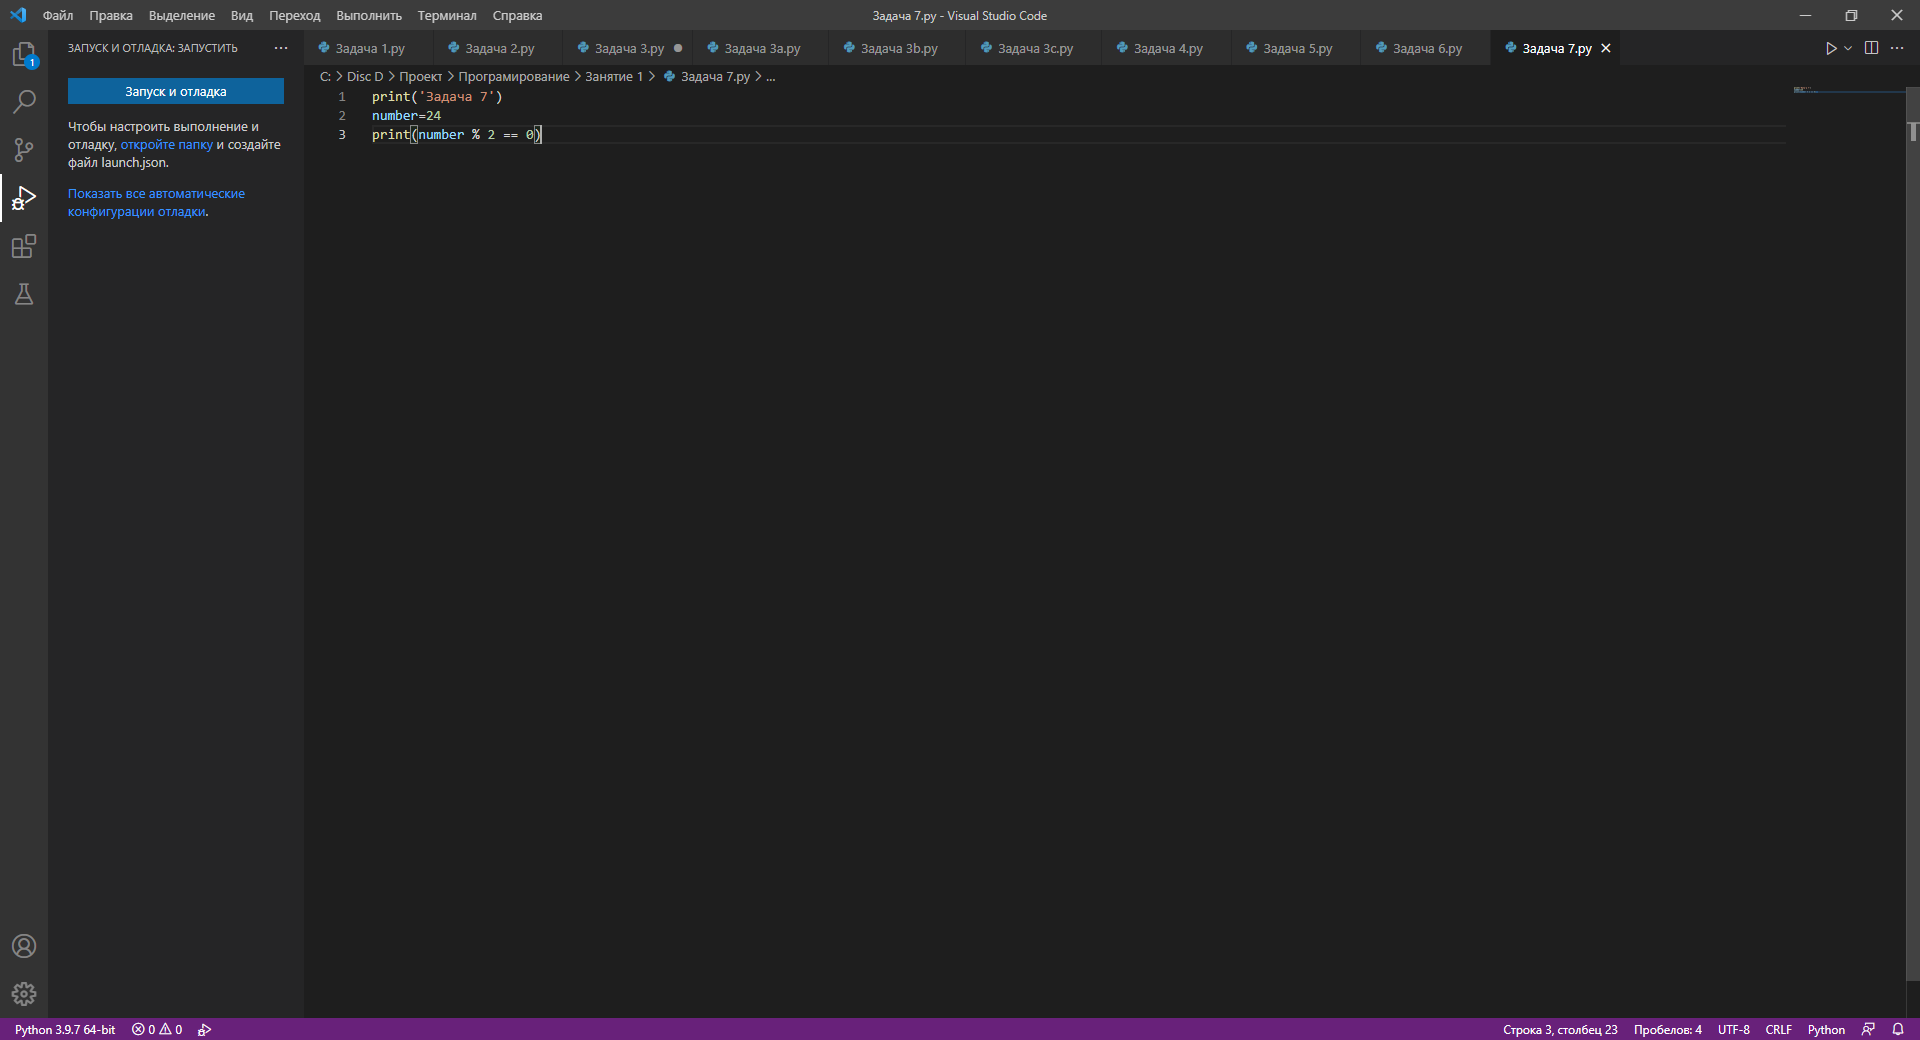 Файл Правка Выделение Вид Переход Выполнить Терминал Справка
Задача 7.py - Visual Studio Code
ЗАПУСК И ОТЛАДКА: ЗАПУСТИТЬ
Задача 1.py Задача 2.py Задача 3.py Задача 3a.py Задача 3b.py Задача 3c.py Задача 4.py Задача 5.py Задача 6.py Задача 7.py
1
Запуск и отладка
Чтобы настроить выполнение и
отладку, откройте папку и создайте
файл launch.json.
Показать все автоматические
конфигурации отладки.
C: > Disc D > Проект > Програмирование > Занятие 1 > Задача 7.py > ...
1 print('Задача 7')
2 number=24
3 print(number % 2 == 0)
Python 3.9.7 64-bit 0 0
Строка 3, столбец 23 Пробелов: 4 UTF-8 CRLF Python